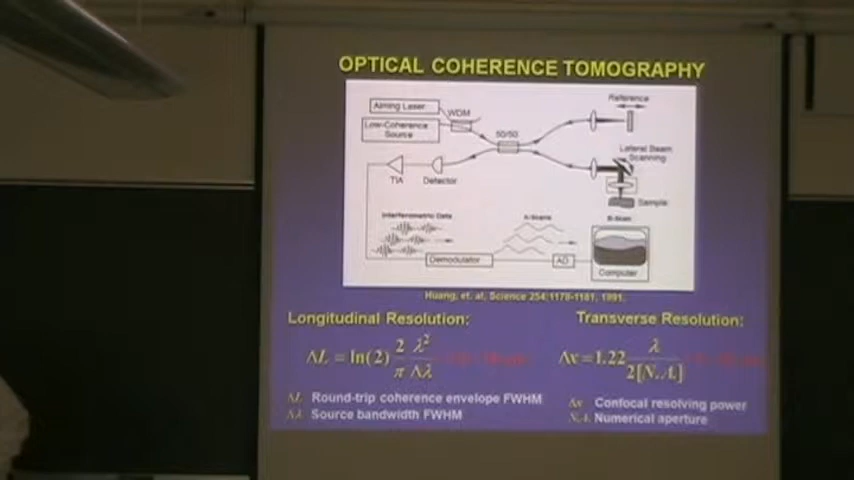 OPTICAL COHERENCE TOMOGRAPHY
Aiming Laser
WDM
Low-Coherence
Source
50/50
Reference
Lateral Beam
Scanning
TIA
Detector
Sample
Interferometric Data
A-Scans
B-Scan
Demodulator
AD
Computer
Huang, et. al, Science 254:1178-1181, 1991.
Longitudinal Resolution:
Transverse Resolution:
ΔL = ln(2) 2/π λ²/Δλ
Δx = 1.22 λ/2[N.A.]
ΔL Round-trip coherence envelope FWHM
Δλ Source bandwidth FWHM
Δx Confocal resolving power
N.A. Numerical aperture